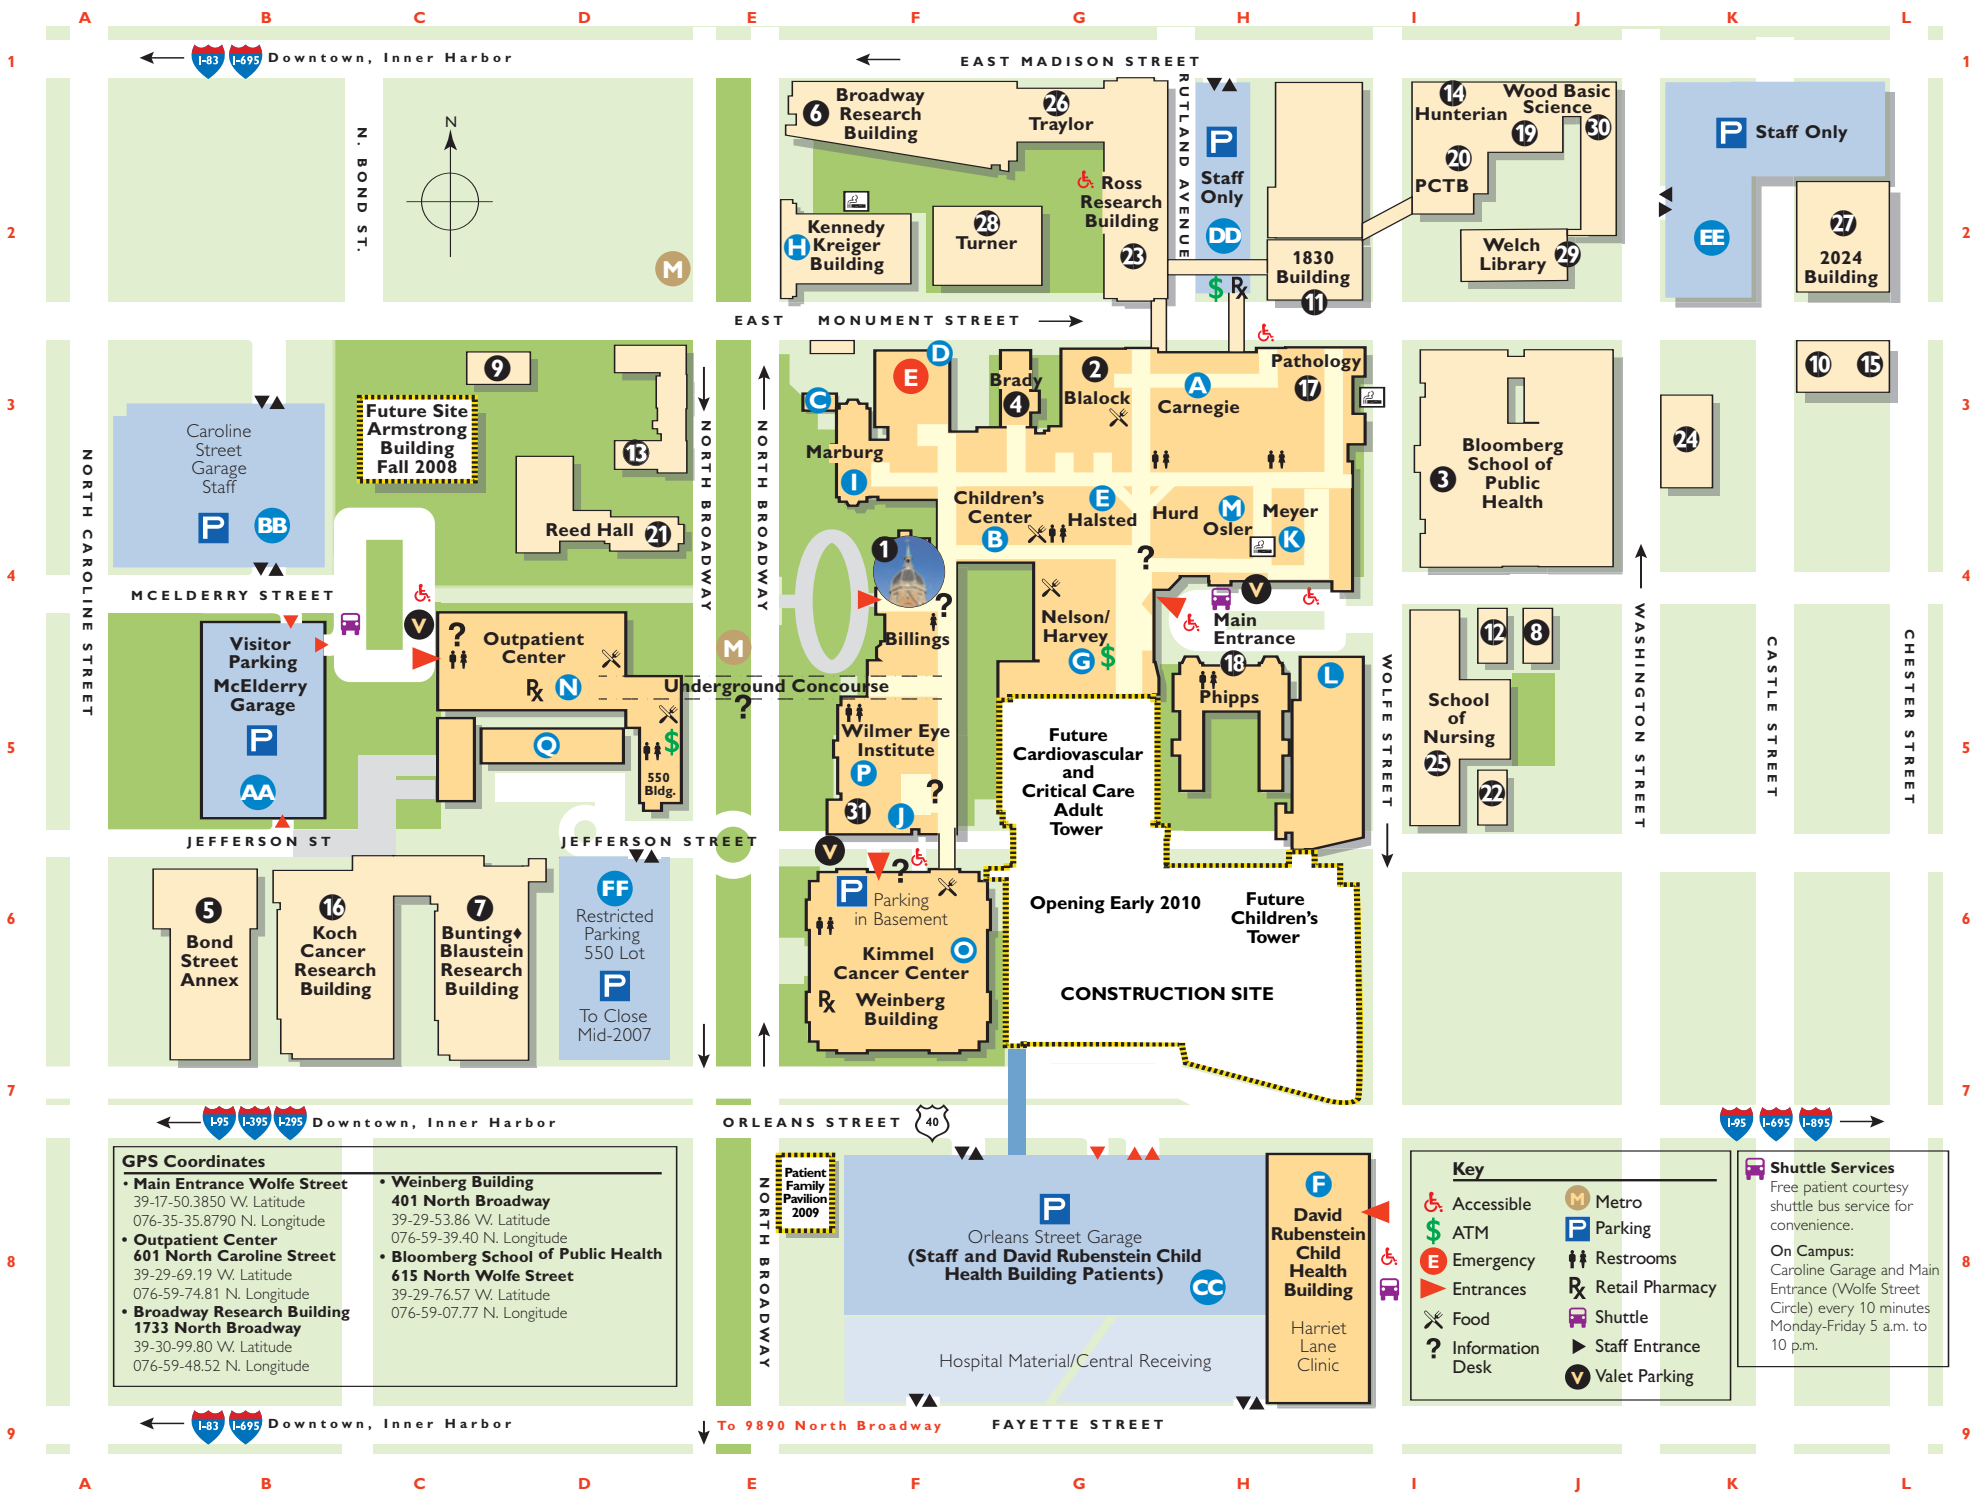 A B C D E F G H I J K L
1 1
I-83 I-695 Downtown, Inner Harbor
EAST MADISON STREET
N. BOND ST.
N
M
6 Broadway
Research
Building
26
Traylor
Ross
Research
Building
23
RUTLAND AVENUE
P
Staff
Only
DD
$ Rx
14
Hunterian
Wood Basic
Science
19
30
20
PCTB
P Staff Only
EE
2 2
H
Kennedy
Kreiger
Building
28
Turner
1830
Building
11
Welch
Library 29
27
2024
Building
EAST MONUMENT STREET
3 3
9
Future Site
Armstrong
Building
Fall 2008
13
Reed Hall 21
Caroline
Street
Garage
Staff
P BB
NORTH CAROLINE STREET
NORTH BROADWAY
NORTH BROADWAY
C
D
E
Marburg
I
Brady
4
2
Blalock
A
Carnegie
Pathology
17
Children's
Center
B
E
Halsted
Hurd
M
Osler
Meyer
K
?
3
Bloomberg
School of
Public
Health
10 15
24
4 4
MCELDERRY STREET
Visitor
Parking
McElderry
Garage
P
AA
V
?
Outpatient
Center
Rx N
M
1
?
Billings
Underground Concourse
?
Nelson/
Harvey
G $
V
Main
Entrance
18
Phipps
L
WOLFE STREET
12 8
School
of
Nursing
25
22
WASHINGTON STREET
CASTLE STREET
CHESTER STREET
5 5
Q
$
550
Bldg.
Wilmer Eye
Institute
P
?
31 J
Future
Cardiovascular
and
Critical Care
Adult
Tower
JEFFERSON ST
JEFFERSON STREET
V
?
6 6
5
Bond
Street
Annex
16
Koch
Cancer
Research
Building
7
Bunting♦
Blaustein
Research
Building
FF
Restricted
Parking
550 Lot
P
To Close
Mid-2007
P Parking
in Basement
Kimmel O
Cancer Center
Rx Weinberg
Building
Opening Early 2010
Future
Children's
Tower
CONSTRUCTION SITE
7 7
I-95 I-395 I-295 Downtown, Inner Harbor
ORLEANS STREET 40
I-95 I-695 I-895
GPS Coordinates
• Main Entrance Wolfe Street
39-17-50.3850 W. Latitude
076-35-35.8790 N. Longitude
• Outpatient Center
601 North Caroline Street
39-29-69.19 W. Latitude
076-59-74.81 N. Longitude
• Broadway Research Building
1733 North Broadway
39-30-99.80 W. Latitude
076-59-48.52 N. Longitude
• Weinberg Building
401 North Broadway
39-29-53.86 W. Latitude
076-59-39.40 N. Longitude
• Bloomberg School of Public Health
615 North Wolfe Street
39-29-76.57 W. Latitude
076-59-07.77 N. Longitude
NORTH BROADWAY
Patient
Family
Pavilion
2009
P
Orleans Street Garage
(Staff and David Rubenstein Child
Health Building Patients)
CC
Hospital Material/Central Receiving
F
David
Rubenstein
Child
Health
Building
Harriet
Lane
Clinic
Key
Accessible
$ ATM
E Emergency
Entrances
Food
? Information
Desk
M Metro
P Parking
Restrooms
Rx Retail Pharmacy
Shuttle
Staff Entrance
V Valet Parking
Shuttle Services
Free patient courtesy
shuttle bus service for
convenience.
On Campus:
Caroline Garage and Main
Entrance (Wolfe Street
Circle) every 10 minutes
Monday-Friday 5 a.m. to
10 p.m.
8 8
9 9
I-83 I-695 Downtown, Inner Harbor
To 9890 North Broadway
FAYETTE STREET
A B C D E F G H I J K L